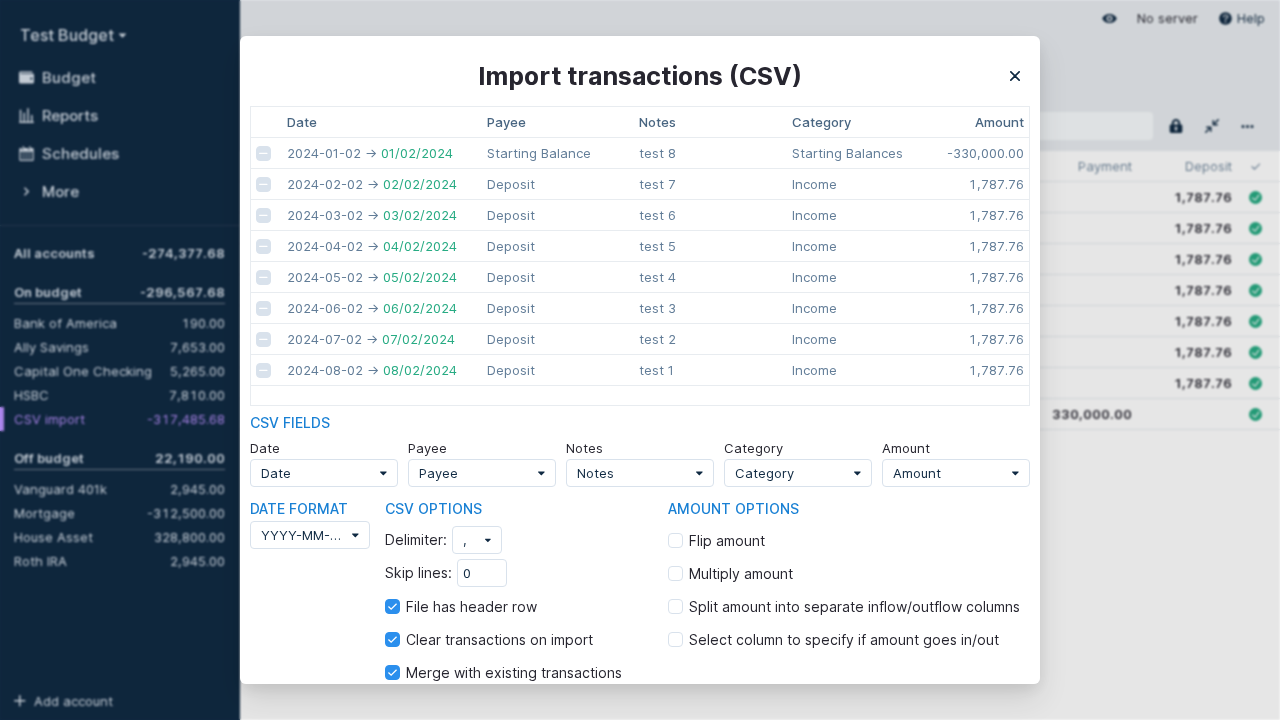 Test Budget
Budget
Reports
Schedules
More
All accounts -274,377.68
On budget -296,567.68
Bank of America 190.00
Ally Savings 7,653.00
Capital One Checking 5,265.00
HSBC 7,810.00
CSV import -317,485.68
Off budget 22,190.00
Vanguard 401k 2,945.00
Mortgage -312,500.00
House Asset 328,800.00
Roth IRA 2,945.00
Add account
No server Help
Payment Deposit
1,787.76
1,787.76
1,787.76
1,787.76
1,787.76
1,787.76
1,787.76
330,000.00
Import transactions (CSV)
Date Payee Notes Category Amount
2024-01-02 → 01/02/2024 Starting Balance test 8 Starting Balances -330,000.00
2024-02-02 → 02/02/2024 Deposit test 7 Income 1,787.76
2024-03-02 → 03/02/2024 Deposit test 6 Income 1,787.76
2024-04-02 → 04/02/2024 Deposit test 5 Income 1,787.76
2024-05-02 → 05/02/2024 Deposit test 4 Income 1,787.76
2024-06-02 → 06/02/2024 Deposit test 3 Income 1,787.76
2024-07-02 → 07/02/2024 Deposit test 2 Income 1,787.76
2024-08-02 → 08/02/2024 Deposit test 1 Income 1,787.76
CSV FIELDS
Date Payee Notes Category Amount
Date Payee Notes Category Amount
DATE FORMAT CSV OPTIONS AMOUNT OPTIONS
YYYY-MM-...
Delimiter: ,
Skip lines: 0
File has header row
Clear transactions on import
Merge with existing transactions
Flip amount
Multiply amount
Split amount into separate inflow/outflow columns
Select column to specify if amount goes in/out